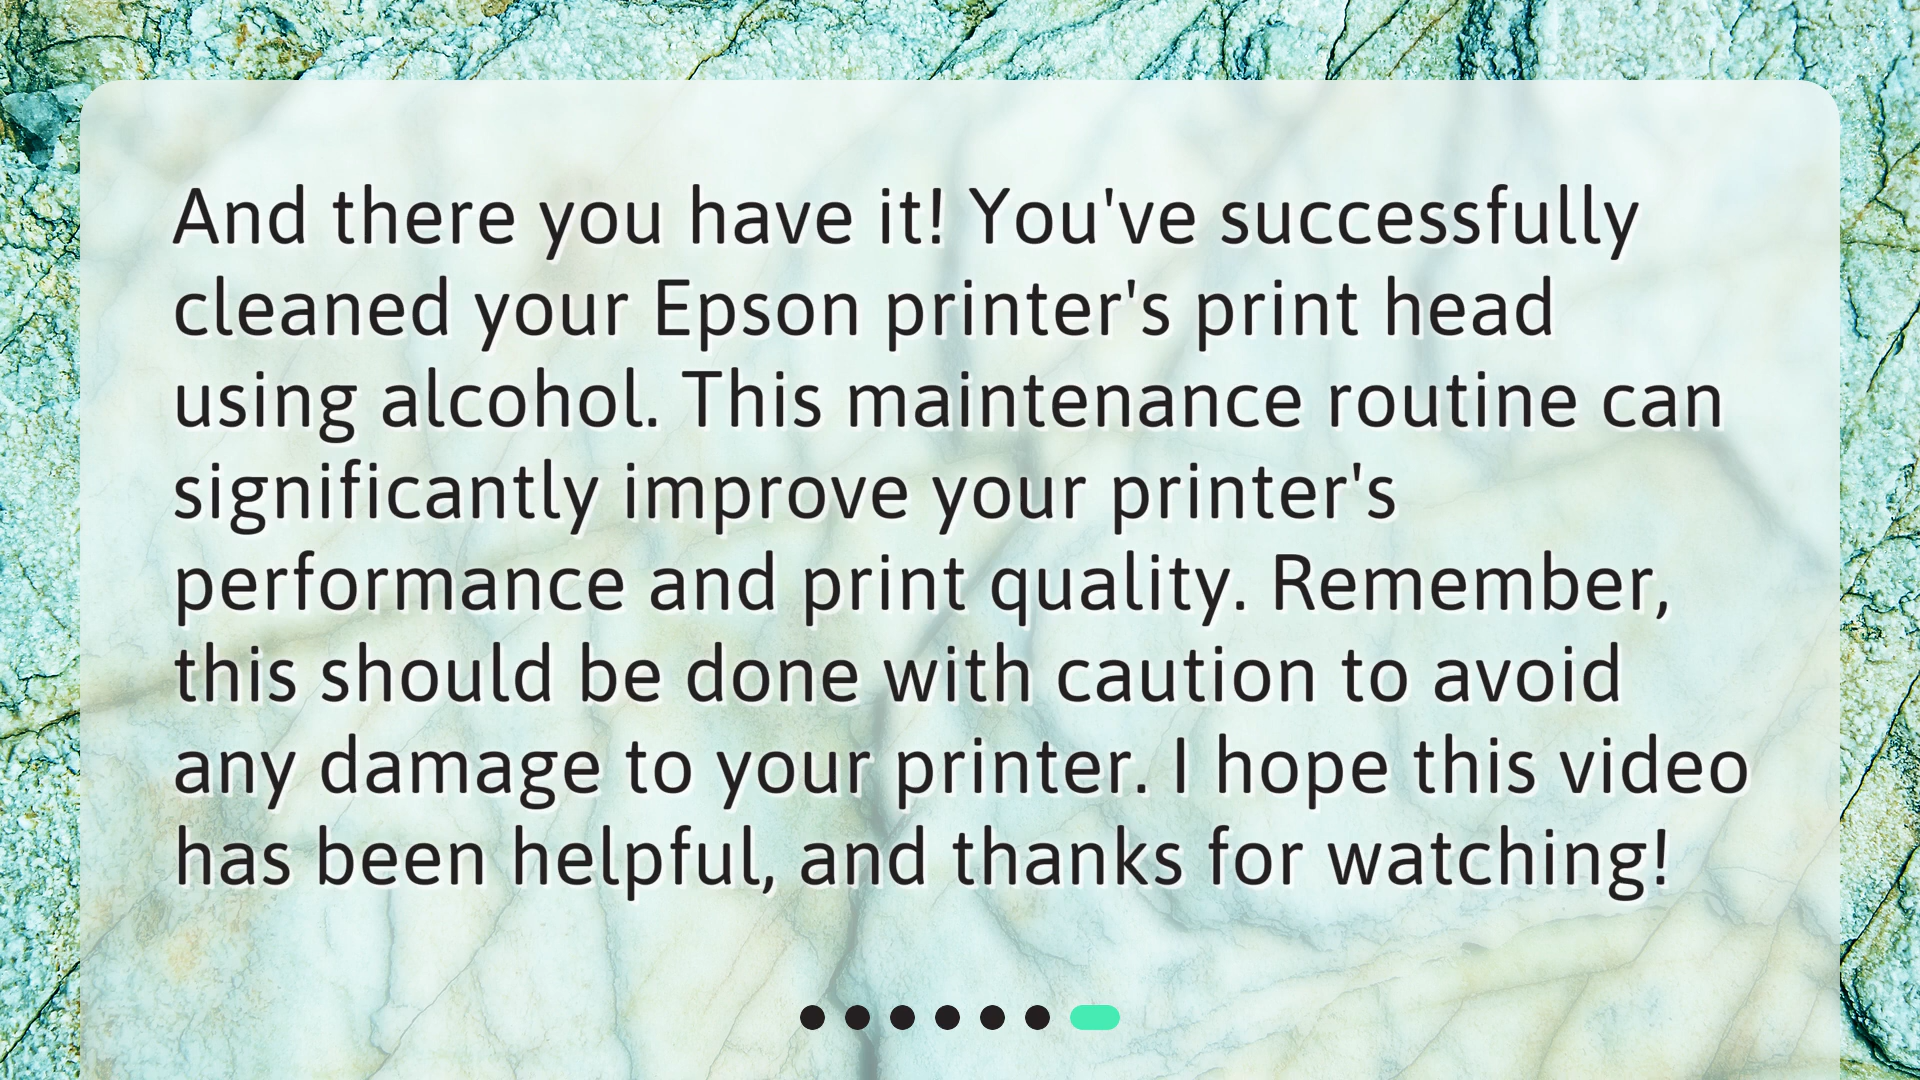 And there you have it! You've successfully
cleaned your Epson printer's print head
using alcohol. This maintenance routine can
significantly improve your printer's
performance and print quality. Remember,
this should be done with caution to avoid
any damage to your printer. I hope this video
has been helpful, and thanks for watching!